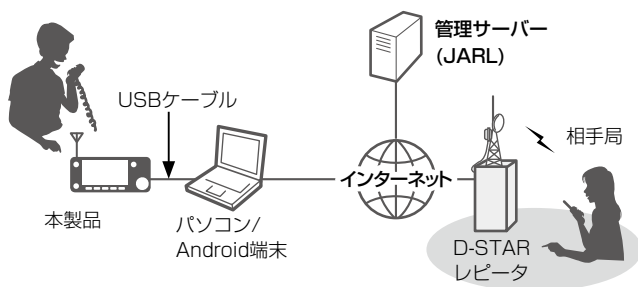 管理サーバー
(JARL)
USBケーブル
相手局
インターネット
本製品
パソコン/
Android端末
D-STAR
レピータ